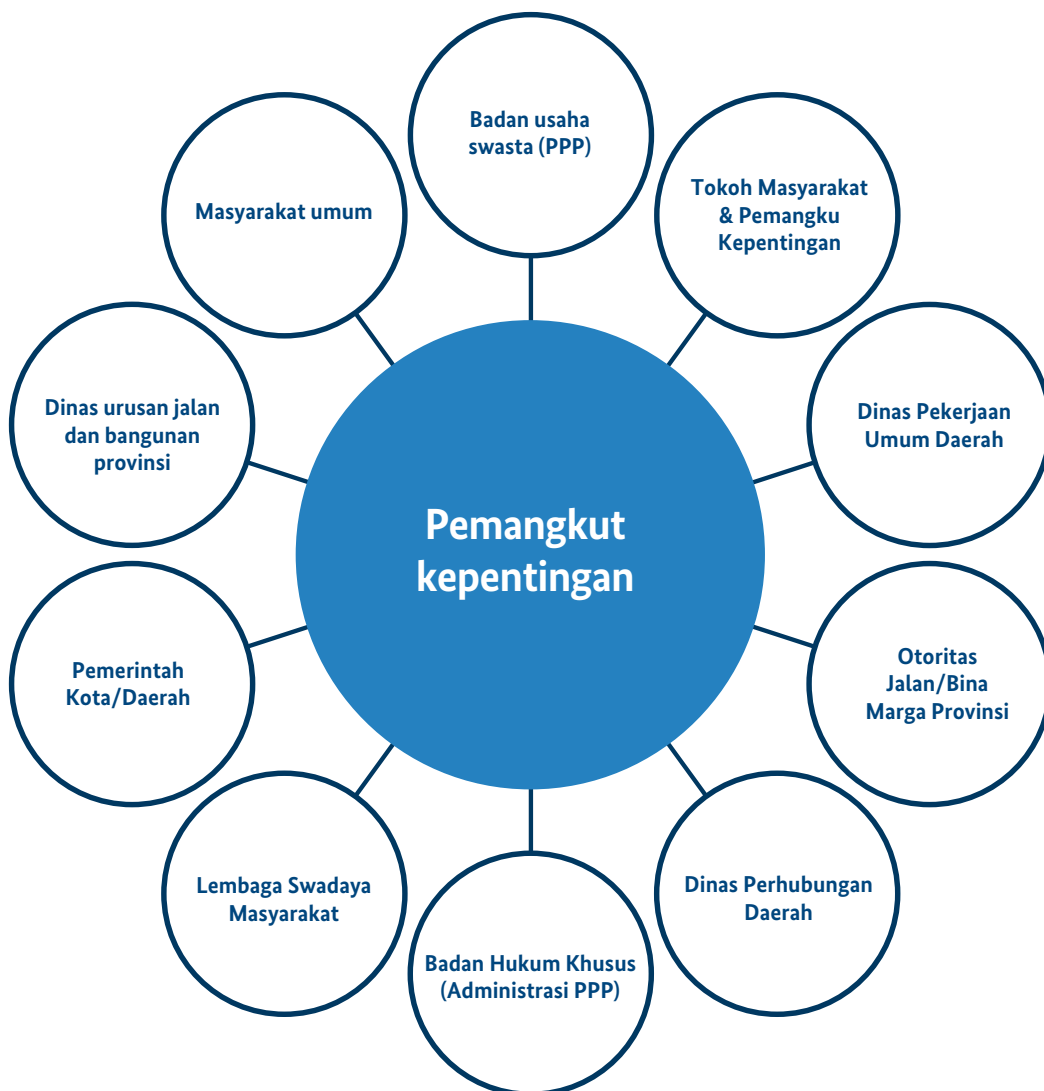 Badan usaha
swasta (PPP)
Tokoh Masyarakat
& Pemangku
Kepentingan
Masyarakat umum
Dinas urusan jalan
dan bangunan
provinsi
Dinas Pekerjaan
Umum Daerah
Pemangkut
kepentingan
Pemerintah
Kota/Daerah
Otoritas
Jalan/Bina
Marga Provinsi
Lembaga Swadaya
Masyarakat
Dinas Perhubungan
Daerah
Badan Hukum Khusus
(Administrasi PPP)